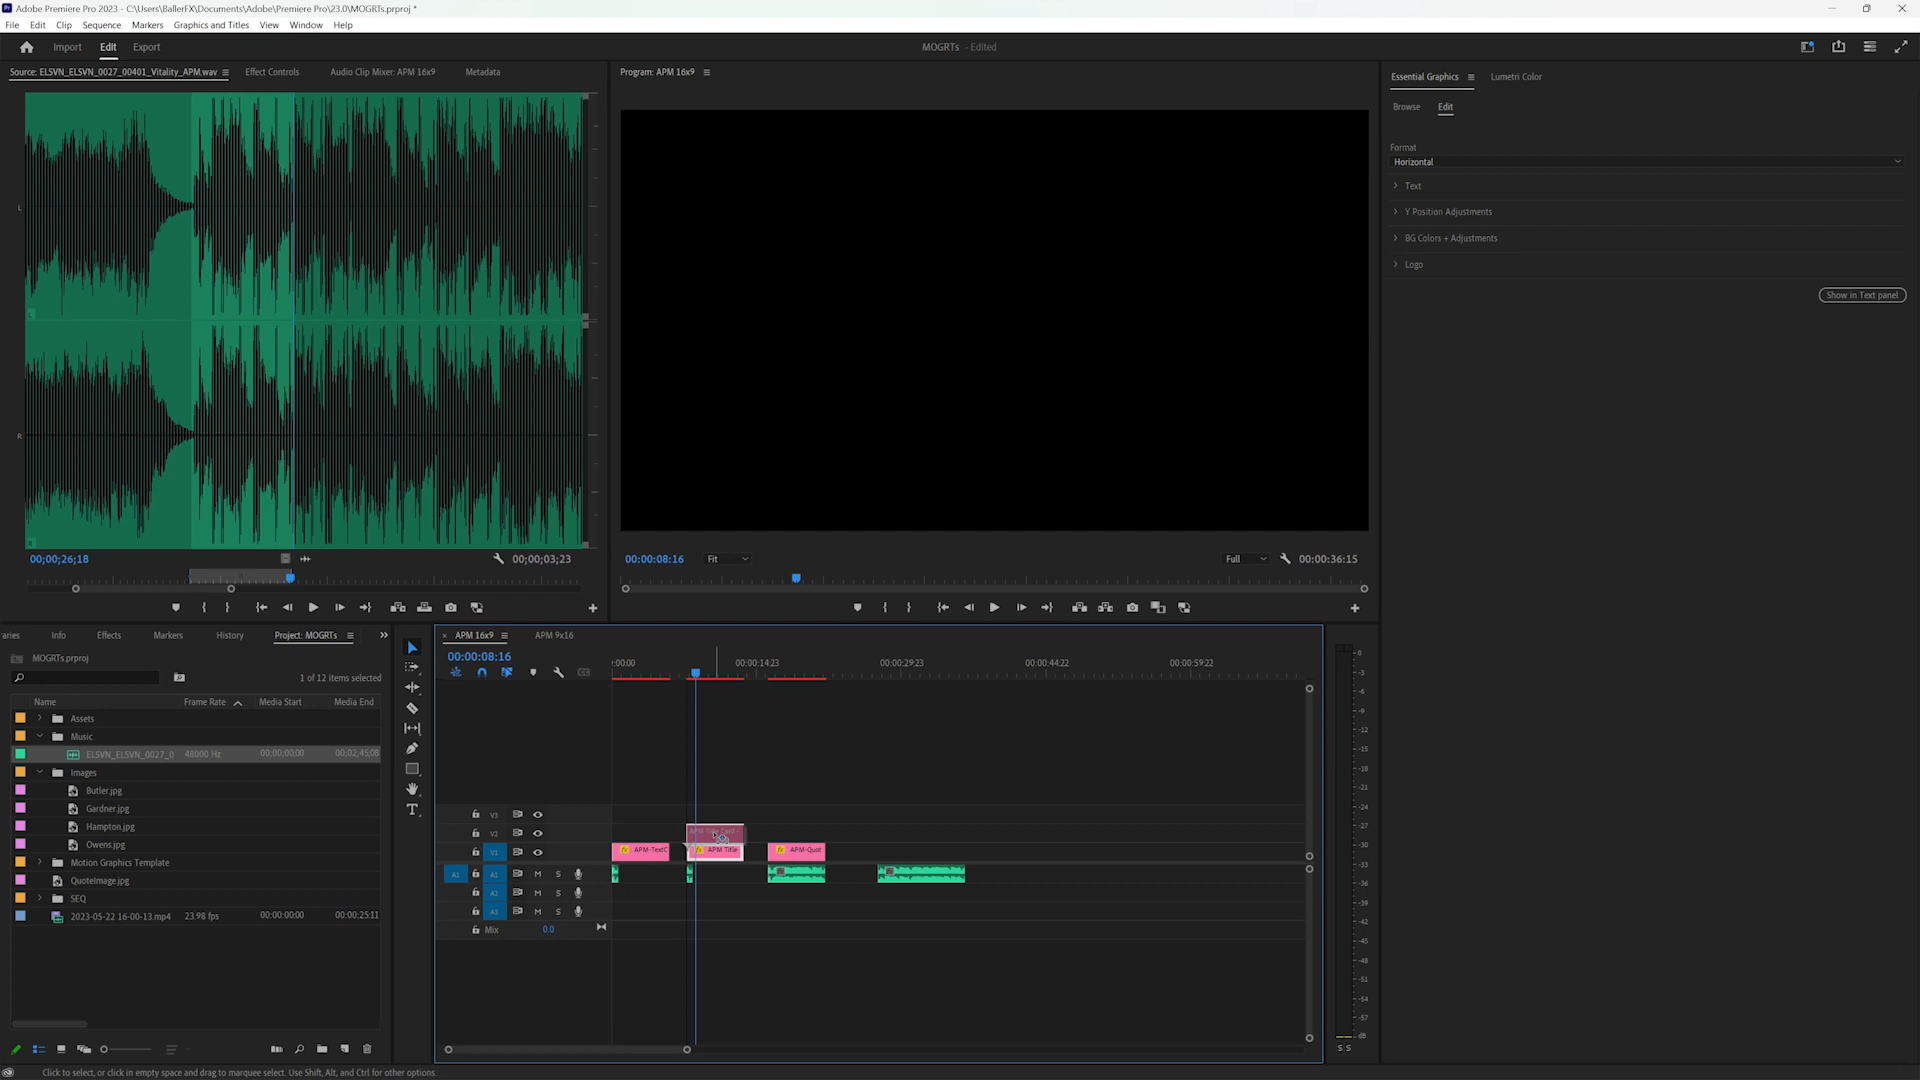 Adobe Premiere Pro 2023 - C:\Users\BallerFX\Documents\Adobe\Premiere Pro\23.0\MOGRTs.prproj *
File Edit Clip Sequence Markers Graphics and Titles View Window Help
Import Edit Export
MOGRTs - Edited
Source: ELSVN_ELSVN_0027_00401_Vitality_APM.wav Effect Controls Audio Clip Mixer: APM 16x9 Metadata
Program: APM 16x9
Essential Graphics Lumetri Color
Browse Edit
Format
Horizontal
Text
Y Position Adjustments
BG Colors + Adjustments
Logo
Show in Text panel
L
R
00;00;26;18
00;00;03;23
00:00:08:16
Fit
Full
00:00:36:15
Info Effects Markers History Project: MOGRTs
MOGRTs.prproj
1 of 12 items selected
Name Frame Rate Media Start Media End
Assets
Music
ELSVN_ELSVN_0027_0 48000 Hz 00;00;00;00 00;02;45;08
Images
Butler.jpg
Gardner.jpg
Hampton.jpg
Owens.jpg
Motion Graphics Template
QuoteImage.jpg
SEQ
2023-05-22 16-00-13.mp4 23.98 fps 00:00:00:00 00:00:25:11
APM 16x9 APM 9x16
00:00:08:16
:00:00 00:00:14:23 00:00:29:23 00:00:44:22 00:00:59:22
V3
V2
APM Title Card -
V1
APM-TextC
APM Title
APM-Quot
A1 A1 M S
A2 M S
A3 M S
Mix 0.0
0
-3
-6
-9
-12
-15
-18
-21
-24
-27
-30
-33
-36
-39
-42
-45
-48
-51
-54
-57
dB
S S
Click to select, or click in empty space and drag to marquee select. Use Shift, Alt, and Ctrl for other options.